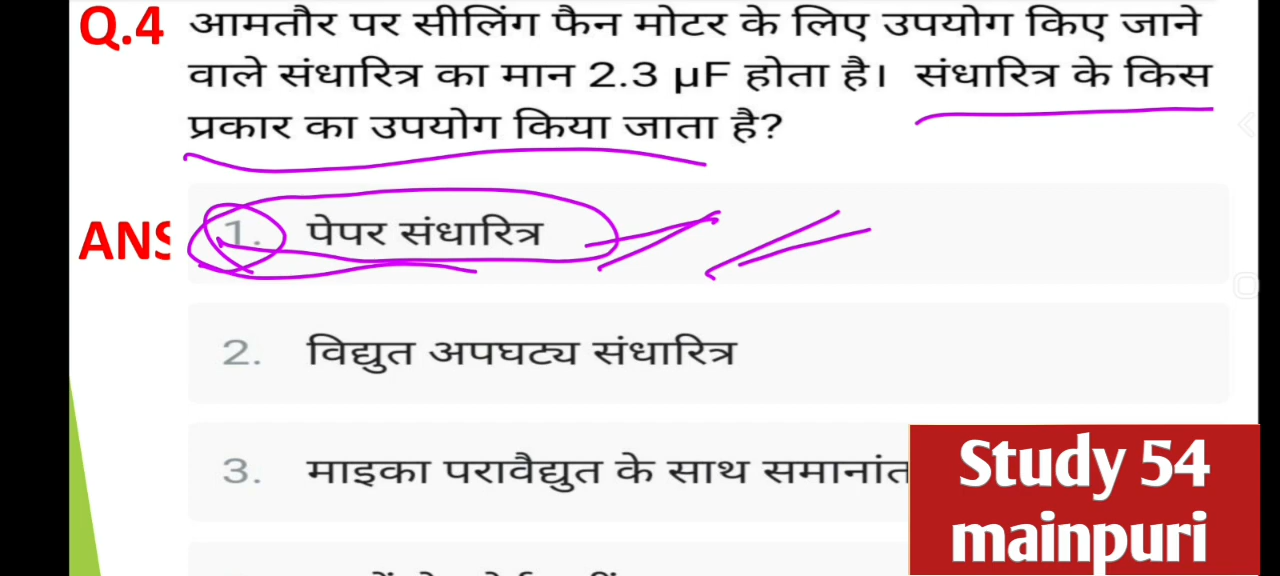 Q.4 आमतौर पर सीलिंग फैन मोटर के लिए उपयोग किए जाने
वाले संधारित्र का मान 2.3 µF होता है। संधारित्र के किस
प्रकार का उपयोग किया जाता है?
ANS 1. पेपर संधारित्र
2. विद्युत अपघट्य संधारित्र
3. माइका परावैद्युत के साथ
Study 54
mainpuri